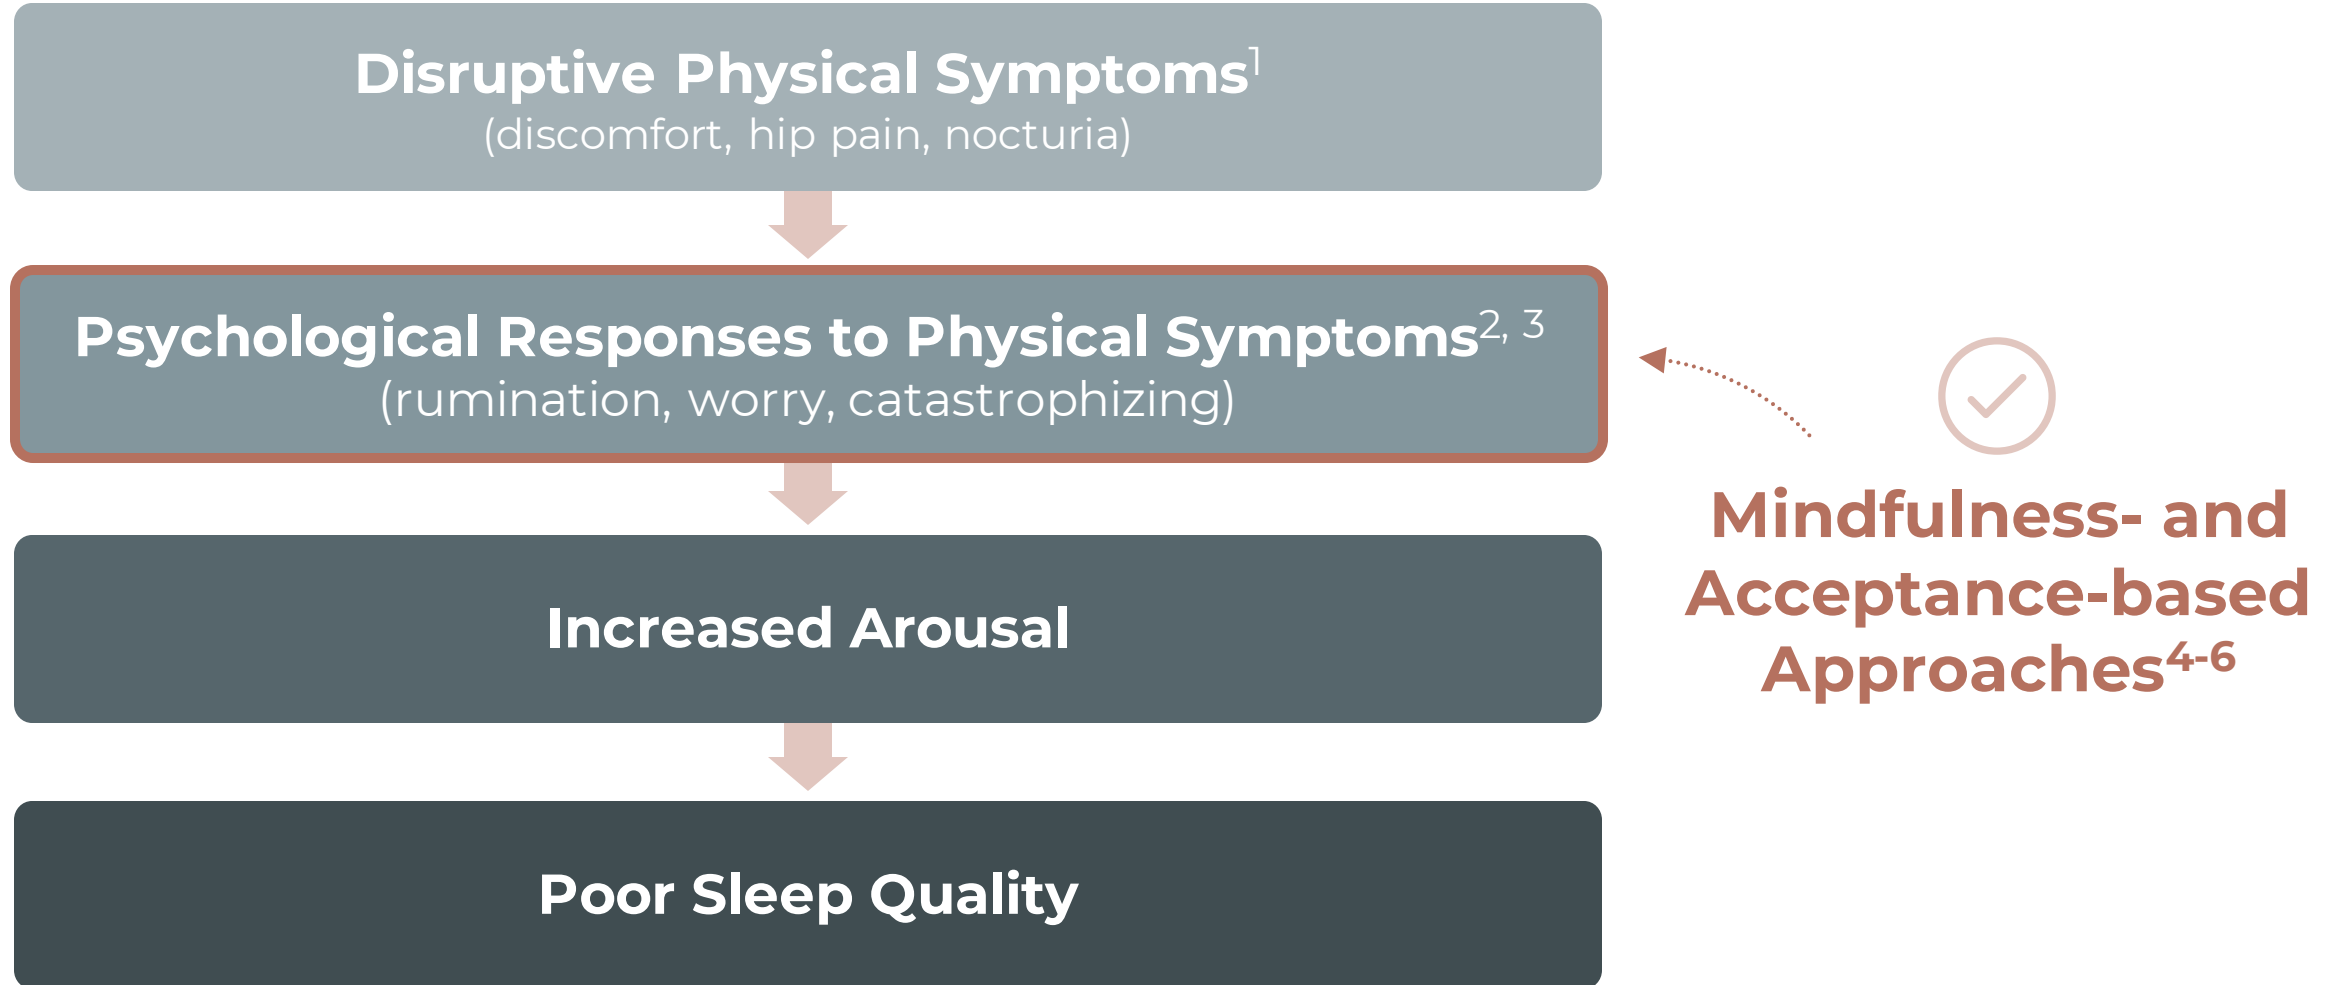 Disruptive Physical Symptoms1
(discomfort, hip pain, nocturia)
Psychological Responses to Physical Symptoms2, 3
(rumination, worry, catastrophizing)
Increased Arousal
Poor Sleep Quality
Mindfulness- and
Acceptance-based
Approaches4-6